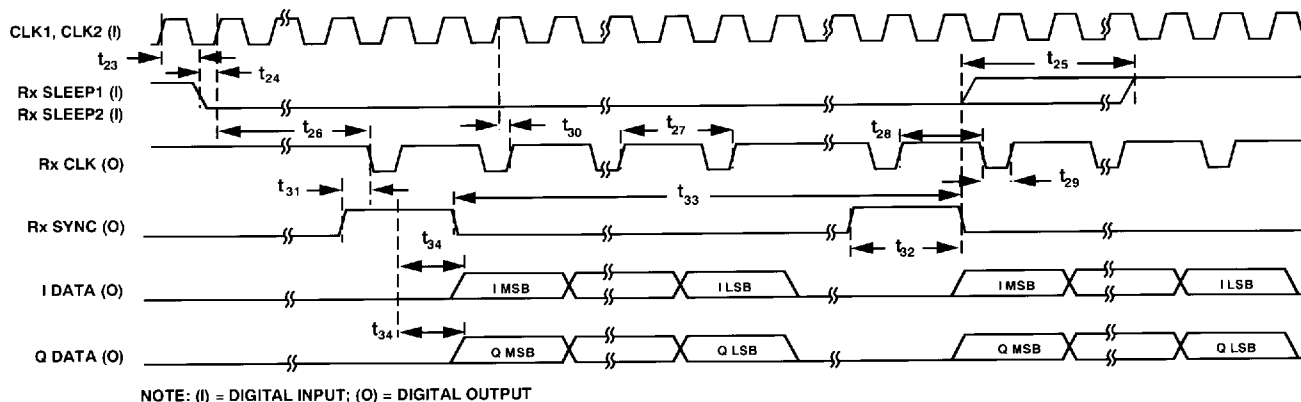 CLK1, CLK2 (I)
t23
t24
t25
Rx SLEEP1 (I)
Rx SLEEP2 (I)
t26
t30
t27
t28
Rx CLK (O)
t31
t33
t29
Rx SYNC (O)
t34
t32
I DATA (O)
I MSB
I LSB
I MSB
I LSB
t34
Q DATA (O)
Q MSB
Q LSB
Q MSB
Q LSB
NOTE: (I) = DIGITAL INPUT; (O) = DIGITAL OUTPUT